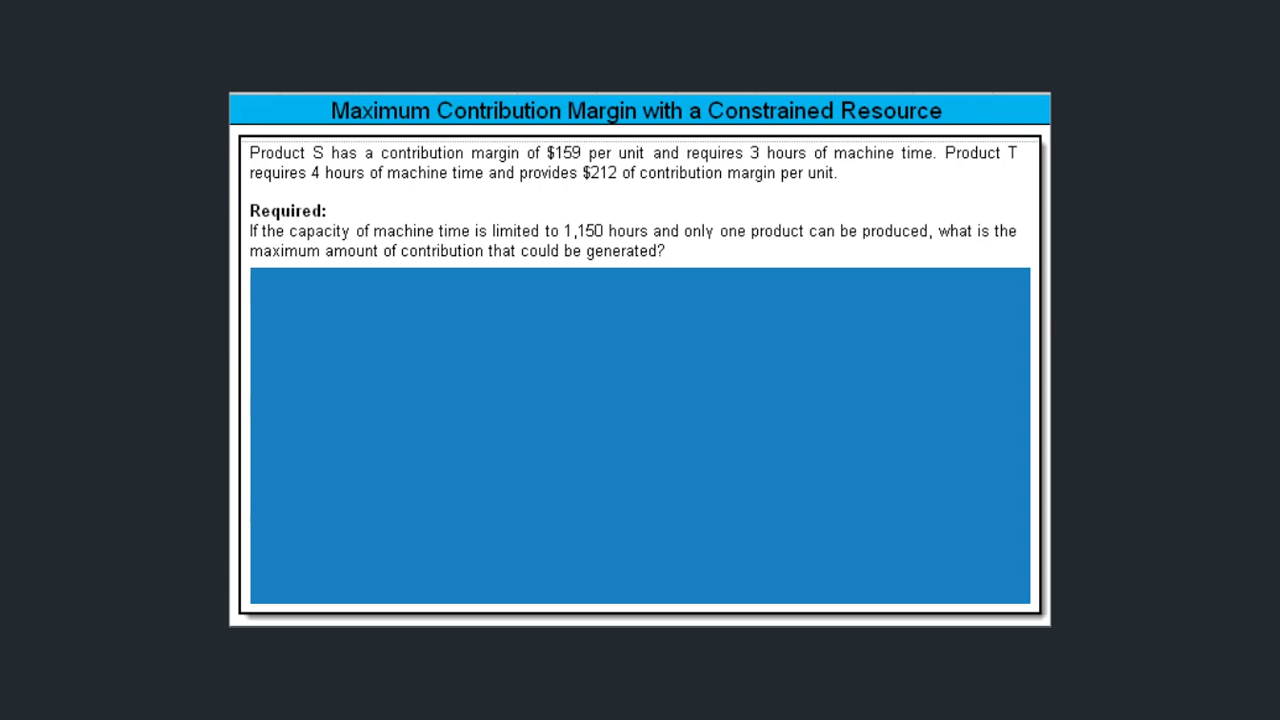 Maximum Contribution Margin with a Constrained Resource
Product S has a contribution margin of $159 per unit and requires 3 hours of machine time. Product T
requires 4 hours of machine time and provides $212 of contribution margin per unit.
Required:
If the capacity of machine time is limited to 1,150 hours and only one product can be produced, what is the
maximum amount of contribution that could be generated?